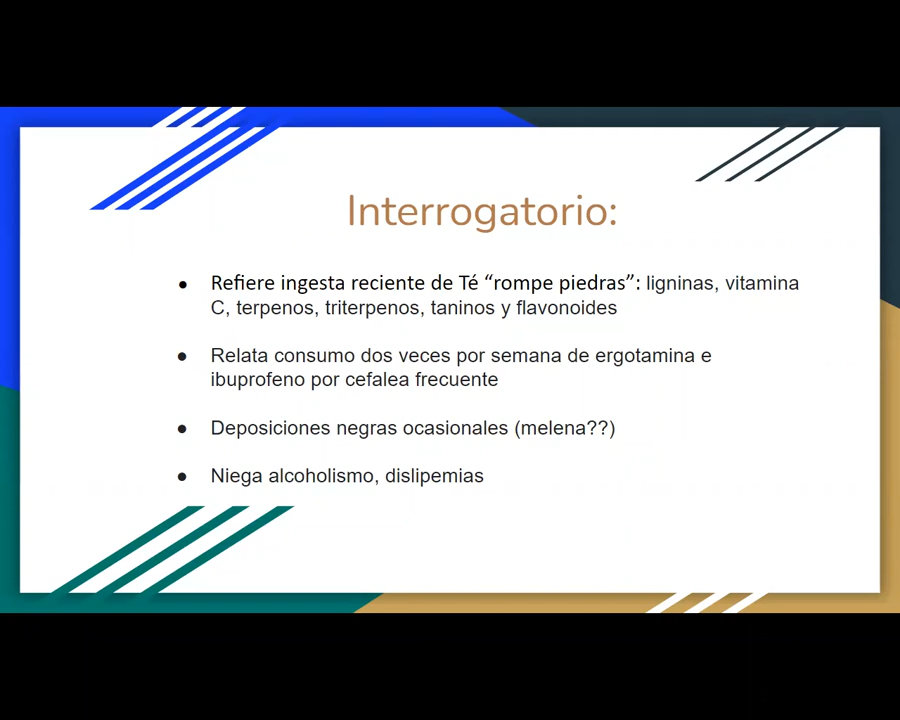 Interrogatorio:
● Refiere ingesta reciente de Té “rompe piedras”: ligninas, vitamina
C, terpenos, triterpenos, taninos y flavonoides
● Relata consumo dos veces por semana de ergotamina e
ibuprofeno por cefalea frecuente
● Deposiciones negras ocasionales (melena??)
● Niega alcoholismo, dislipemias